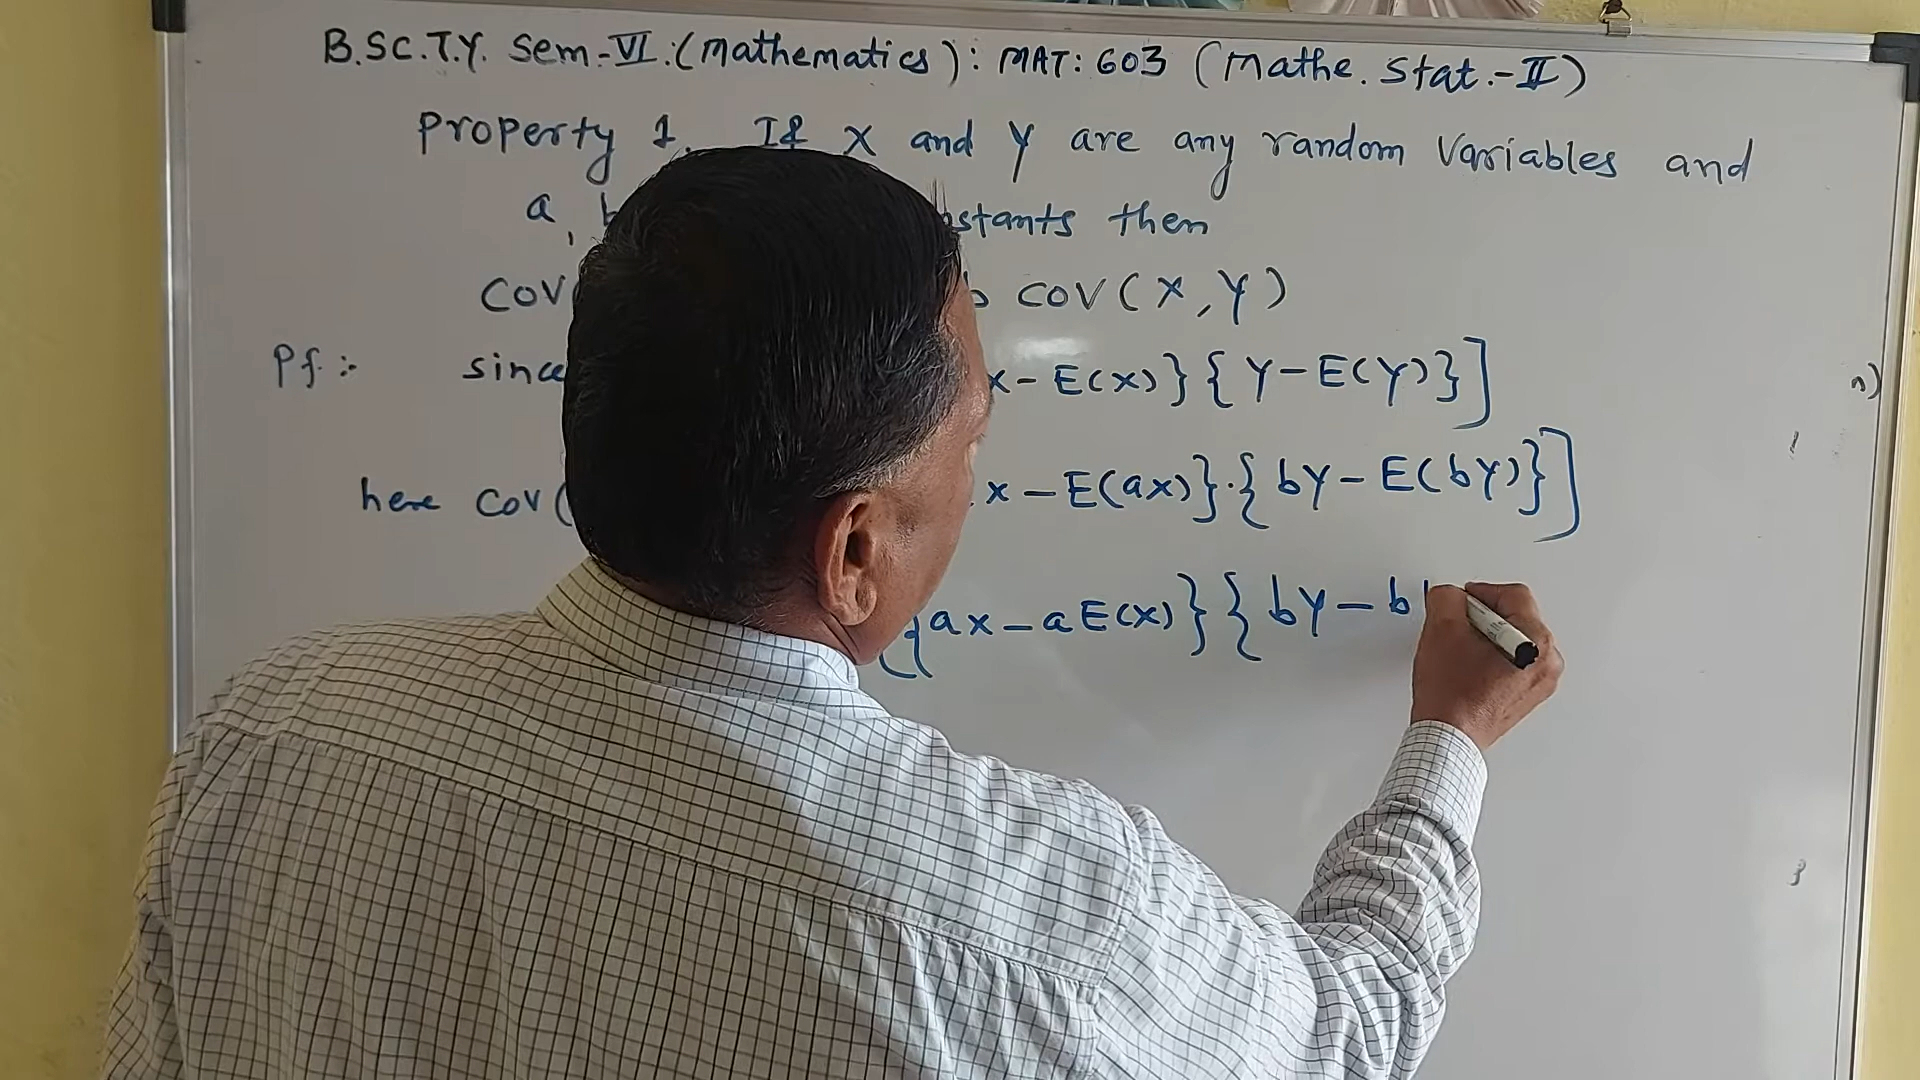 B.SC.T.Y. Sem.-VI.(Mathematics): MAT: 603 (Mathe. Stat.-II)
Property 1. If X and Y are any random Variables and
a, b stants then
COV( b COV(X,Y)
Pf:- since x-E(x)}{Y-E(Y)}]
here COV( x-E(ax)}.{bY-E(bY)}]
{ax-aE(x)}{bY-b